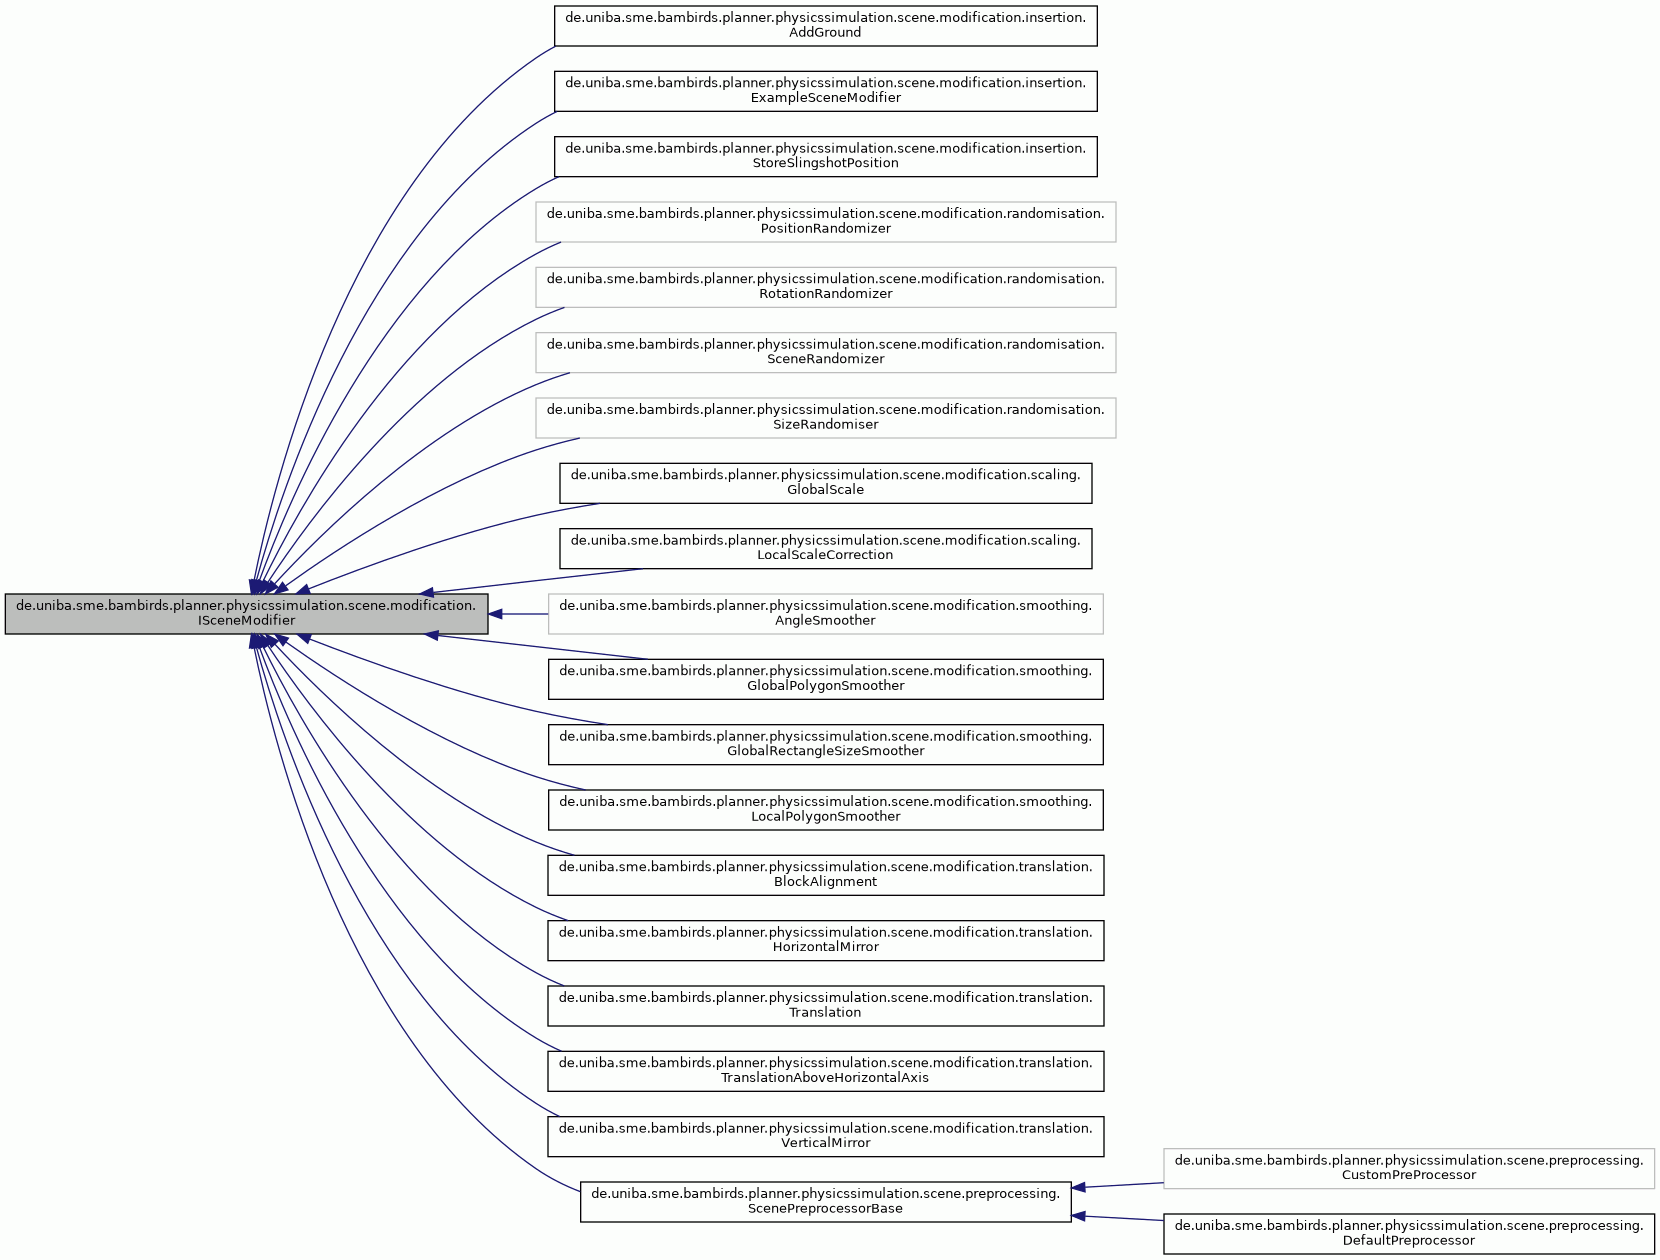 de.uniba.sme.bambirds.planner.physicssimulation.scene.modification.insertion.
AddGround
de.uniba.sme.bambirds.planner.physicssimulation.scene.modification.insertion.
ExampleSceneModifier
de.uniba.sme.bambirds.planner.physicssimulation.scene.modification.insertion.
StoreSlingshotPosition
de.uniba.sme.bambirds.planner.physicssimulation.scene.modification.randomisation.
PositionRandomizer
de.uniba.sme.bambirds.planner.physicssimulation.scene.modification.randomisation.
RotationRandomizer
de.uniba.sme.bambirds.planner.physicssimulation.scene.modification.randomisation.
SceneRandomizer
de.uniba.sme.bambirds.planner.physicssimulation.scene.modification.randomisation.
SizeRandomiser
de.uniba.sme.bambirds.planner.physicssimulation.scene.modification.scaling.
GlobalScale
de.uniba.sme.bambirds.planner.physicssimulation.scene.modification.scaling.
LocalScaleCorrection
de.uniba.sme.bambirds.planner.physicssimulation.scene.modification.
ISceneModifier
de.uniba.sme.bambirds.planner.physicssimulation.scene.modification.smoothing.
AngleSmoother
de.uniba.sme.bambirds.planner.physicssimulation.scene.modification.smoothing.
GlobalPolygonSmoother
de.uniba.sme.bambirds.planner.physicssimulation.scene.modification.smoothing.
GlobalRectangleSizeSmoother
de.uniba.sme.bambirds.planner.physicssimulation.scene.modification.smoothing.
LocalPolygonSmoother
de.uniba.sme.bambirds.planner.physicssimulation.scene.modification.translation.
BlockAlignment
de.uniba.sme.bambirds.planner.physicssimulation.scene.modification.translation.
HorizontalMirror
de.uniba.sme.bambirds.planner.physicssimulation.scene.modification.translation.
Translation
de.uniba.sme.bambirds.planner.physicssimulation.scene.modification.translation.
TranslationAboveHorizontalAxis
de.uniba.sme.bambirds.planner.physicssimulation.scene.modification.translation.
VerticalMirror
de.uniba.sme.bambirds.planner.physicssimulation.scene.preprocessing.
ScenePreprocessorBase
de.uniba.sme.bambirds.planner.physicssimulation.scene.preprocessing.
CustomPreProcessor
de.uniba.sme.bambirds.planner.physicssimulation.scene.preprocessing.
DefaultPreprocessor